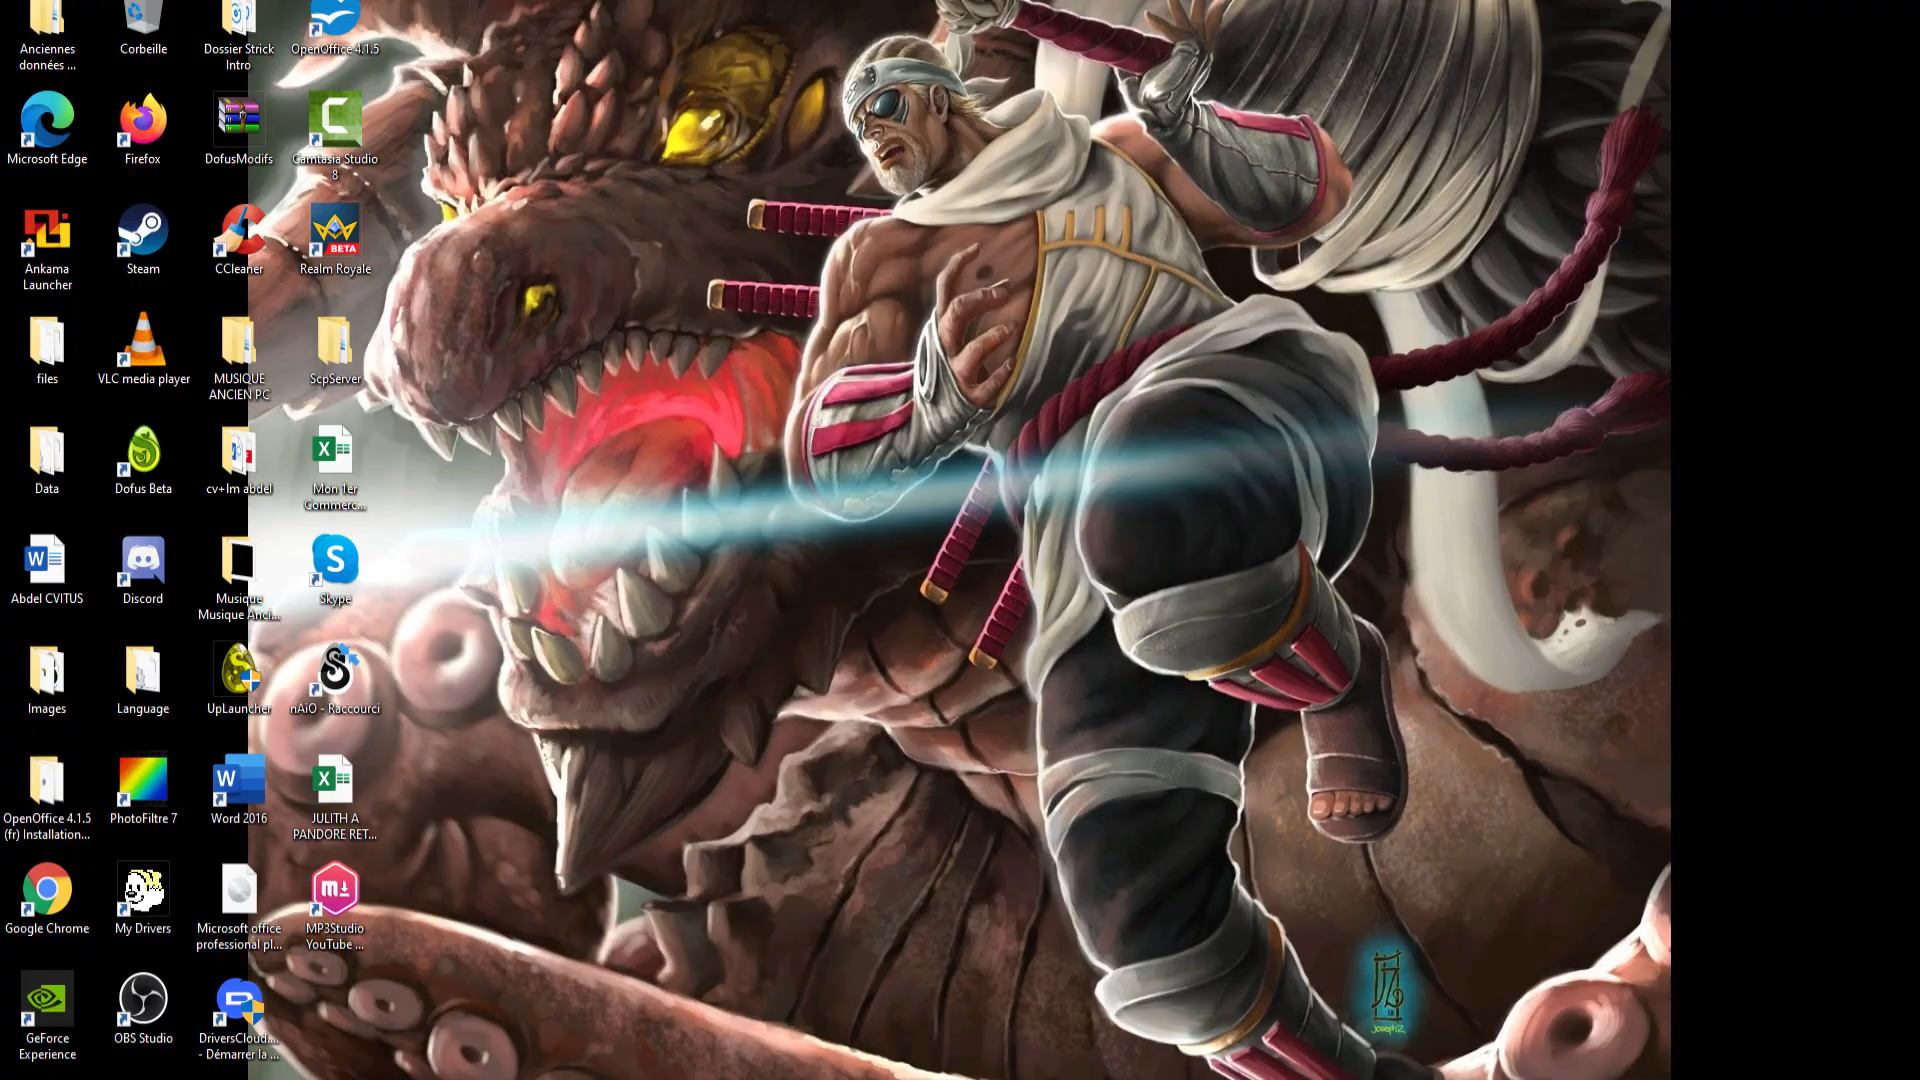 Anciennes
données ...
Corbeille
Dossier Strick
Intro
OpenOffice 4.1.5
Microsoft Edge
Firefox
DofusModifs
Camtasia Studio
8
Ankama
Launcher
Steam
CCleaner
BETA
Realm Royale
files
VLC media player
MUSIQUE
ANCIEN PC
ScpServer
Data
Dofus Beta
cv+lm abdel
Mon 1er
Commerc...
Abdel CVITUS
Discord
Musique
Musique Anci...
Skype
Images
Language
UpLauncher
nAiO - Raccourci
OpenOffice 4.1.5
(fr) Installation...
PhotoFiltre 7
Word 2016
JULITH A
PANDORE RET...
Google Chrome
My Drivers
Microsoft office
professional pl...
MP3Studio
YouTube ...
GeForce
Experience
OBS Studio
DriversCloud....
- Démarrer la ...
josephZ